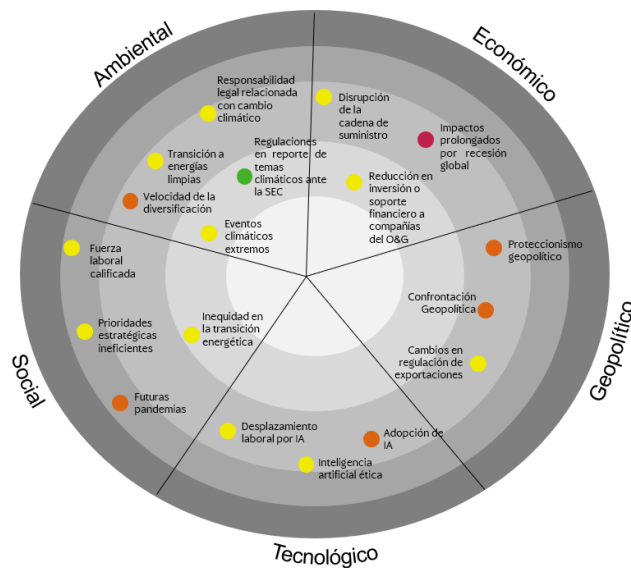 Ambiental
Económico
Responsabilidad
legal relacionada
con cambio
climático
Disrupción
de la
cadena de
suministro
Impactos
prolongados
por recesión
global
Regulaciones
en reporte de
temas
climáticos ante
la SEC
Transición a
energías
limpias
Reducción en
inversión o
soporte
financiero a
compañías
del O&G
Velocidad de la
diversificación
Eventos
climáticos
extremos
Fuerza
laboral
calificada
Proteccionismo
geopolítico
Confrontación
Geopolítica
Cambios en
regulación de
exportaciones
Geopolítico
Prioridades
estratégicas
ineficientes
Inequidad en
la transición
energética
Social
Futuras
pandemias
Desplazamiento
laboral por IA
Adopción de
IA
Inteligencia
artificial ética
Tecnológico